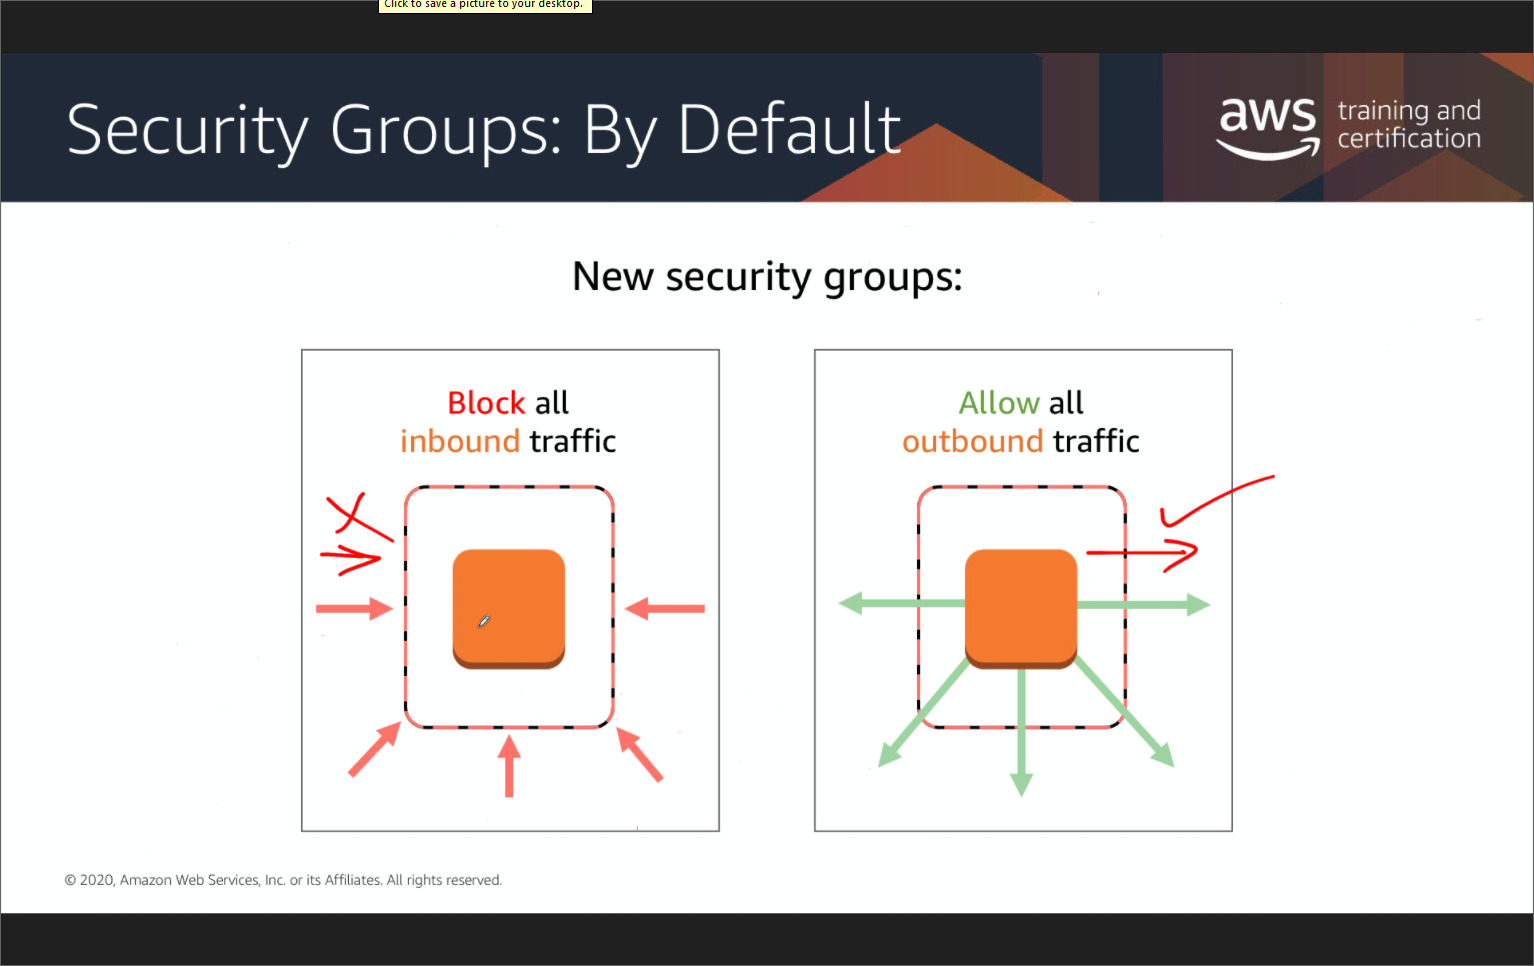 Click to save a picture to your desktop.
Security Groups: By Default
aws training and
certification
New security groups:
Block all
inbound traffic
Allow all
outbound traffic
© 2020, Amazon Web Services, Inc. or its Affiliates. All rights reserved.